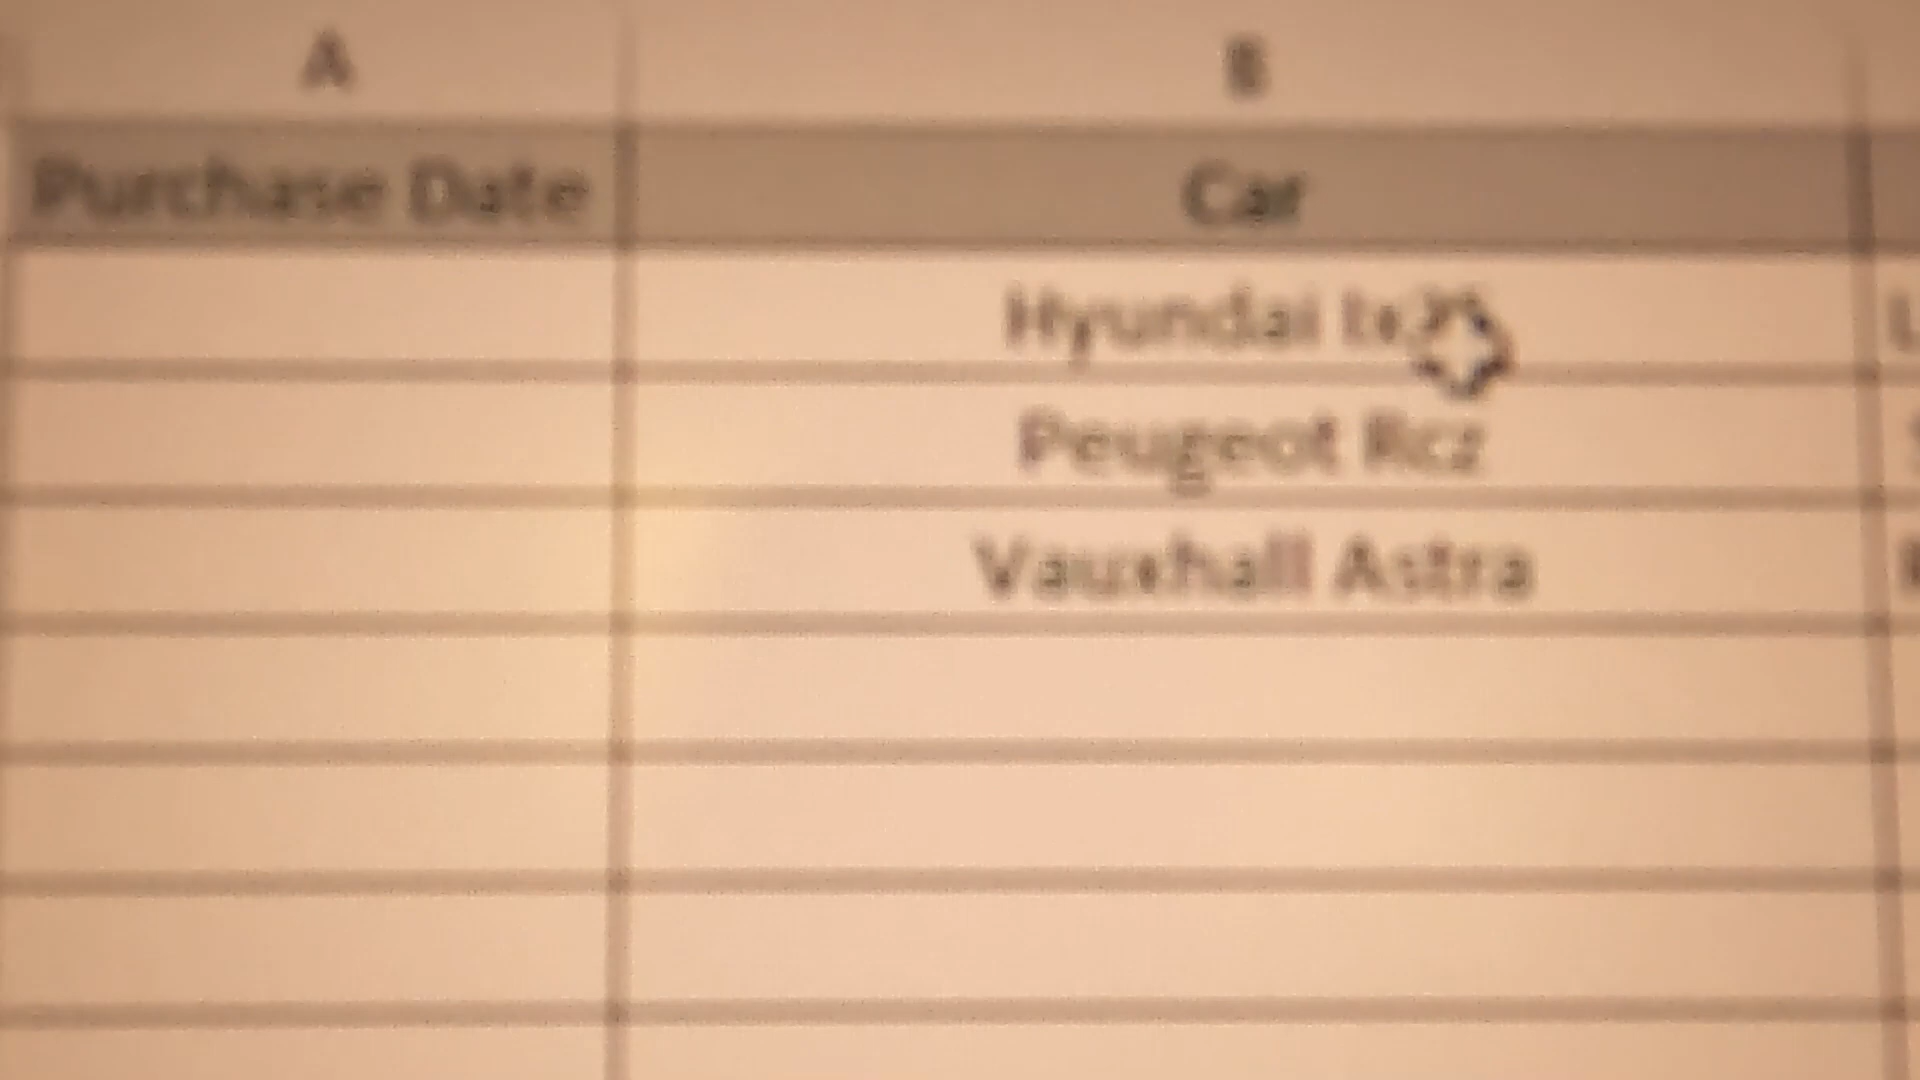 A B
Purchase Date Car
Hyundai
Peugeot Rcz
Vauxhall Astra